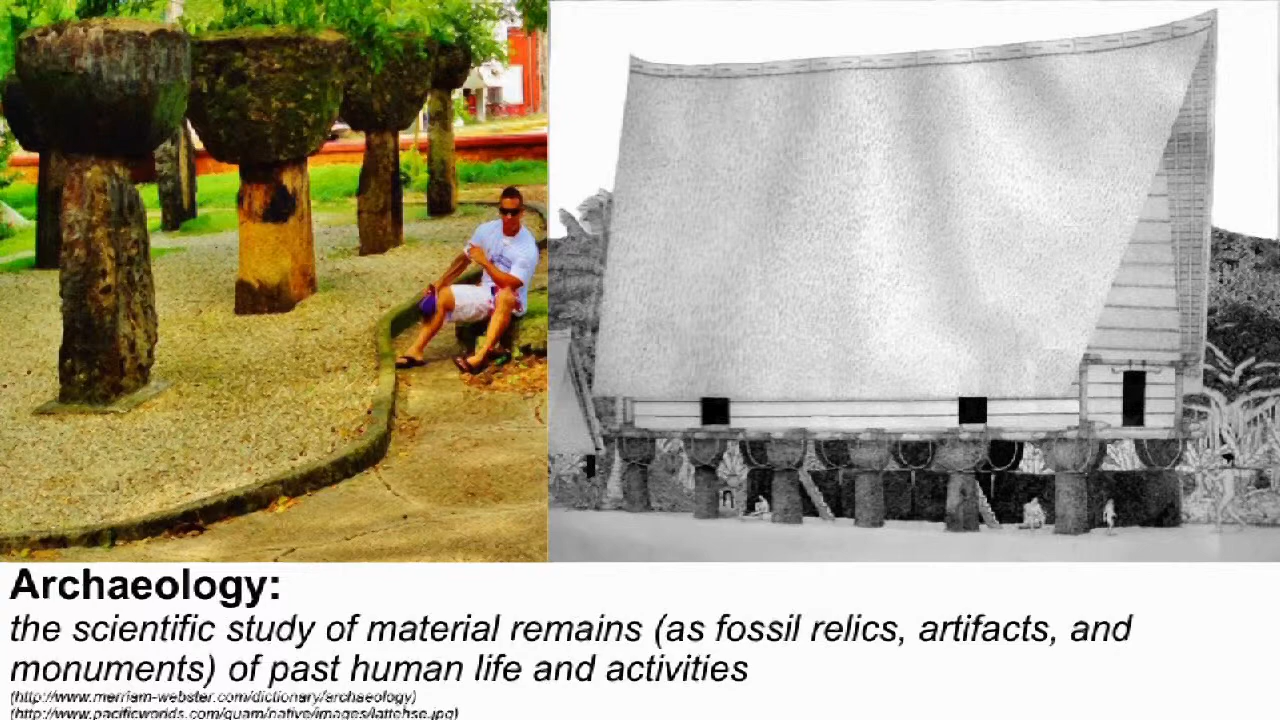 Archaeology:
the scientific study of material remains (as fossil relics, artifacts, and
monuments) of past human life and activities
(http://www.merriam-webster.com/dictionary/archaeology)
(http://www.pacificworlds.com/guam/native/images/lattehse.jpg)